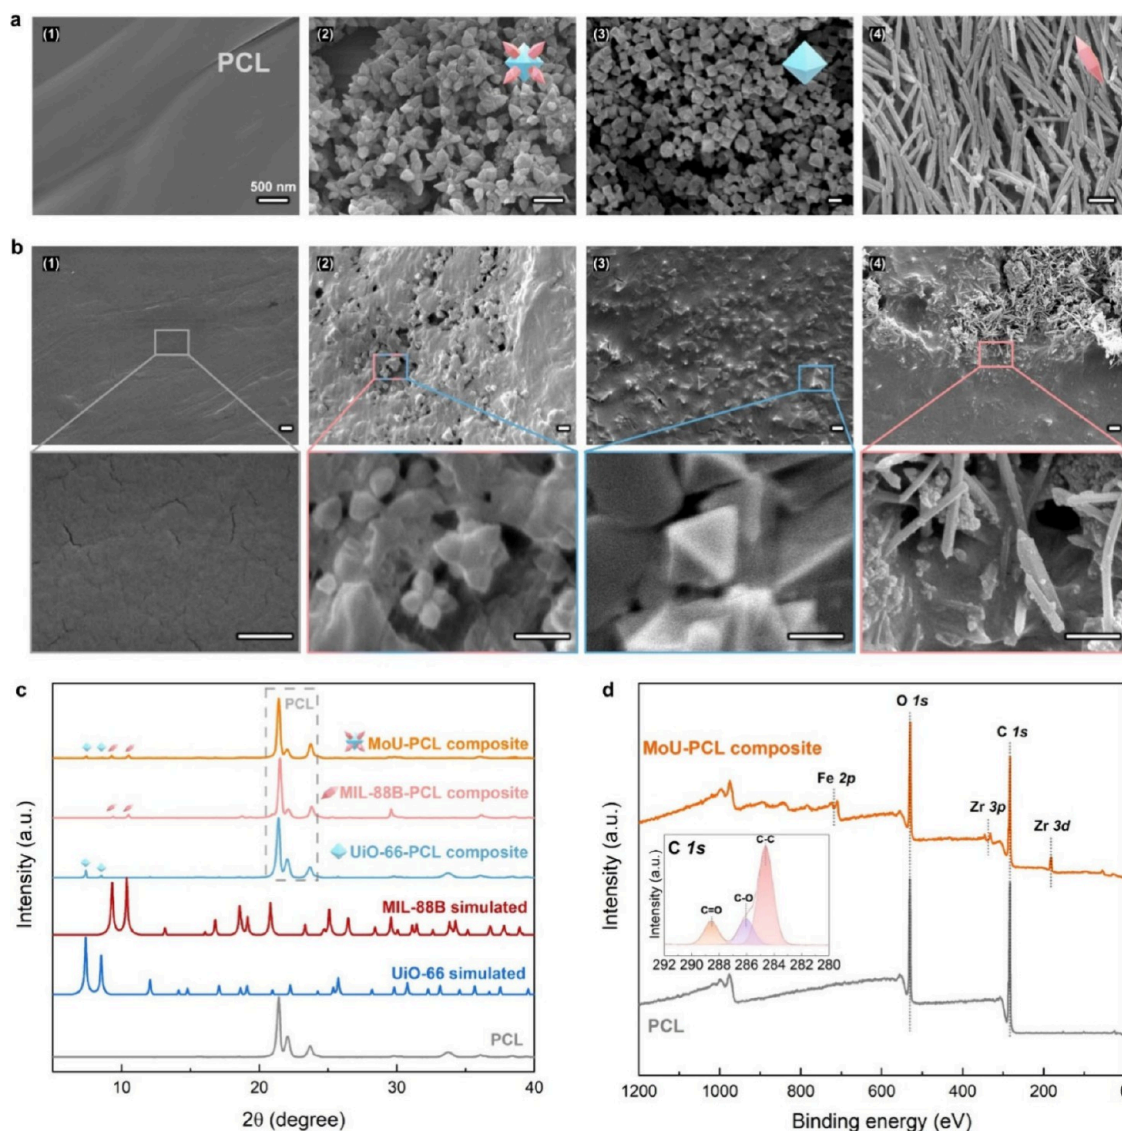 a
(1)
PCL
500 nm
(2)
(3)
(4)
b
(1)
(2)
(3)
(4)
c
PCL
MoU-PCL composite
MIL-88B-PCL composite
UiO-66-PCL composite
MIL-88B simulated
UiO-66 simulated
PCL
Intensity (a.u.)
10 20 30 40
2θ (degree)
d
O 1s
C 1s
MoU-PCL composite
Fe 2p
Zr 3p
Zr 3d
C 1s
C-C
C-O
C=O
Intensity (a.u.)
292 290 288 286 284 282 280
PCL
Intensity (a.u.)
1200 1000 800 600 400 200
Binding energy (eV)